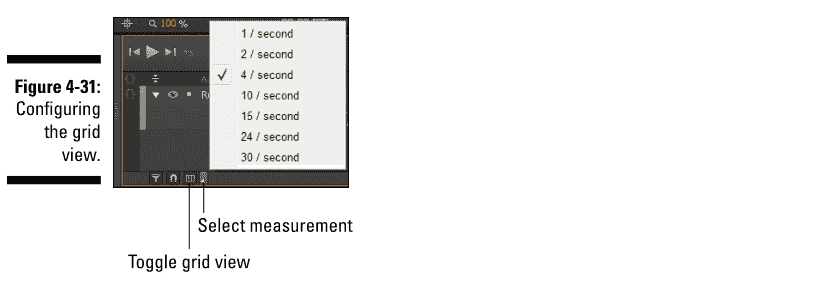 100 %
1 / second
2 / second
4 / second
10 / second
15 / second
24 / second
30 / second
Figure 4-31:
Configuring
the grid
view.
Select measurement
Toggle grid view